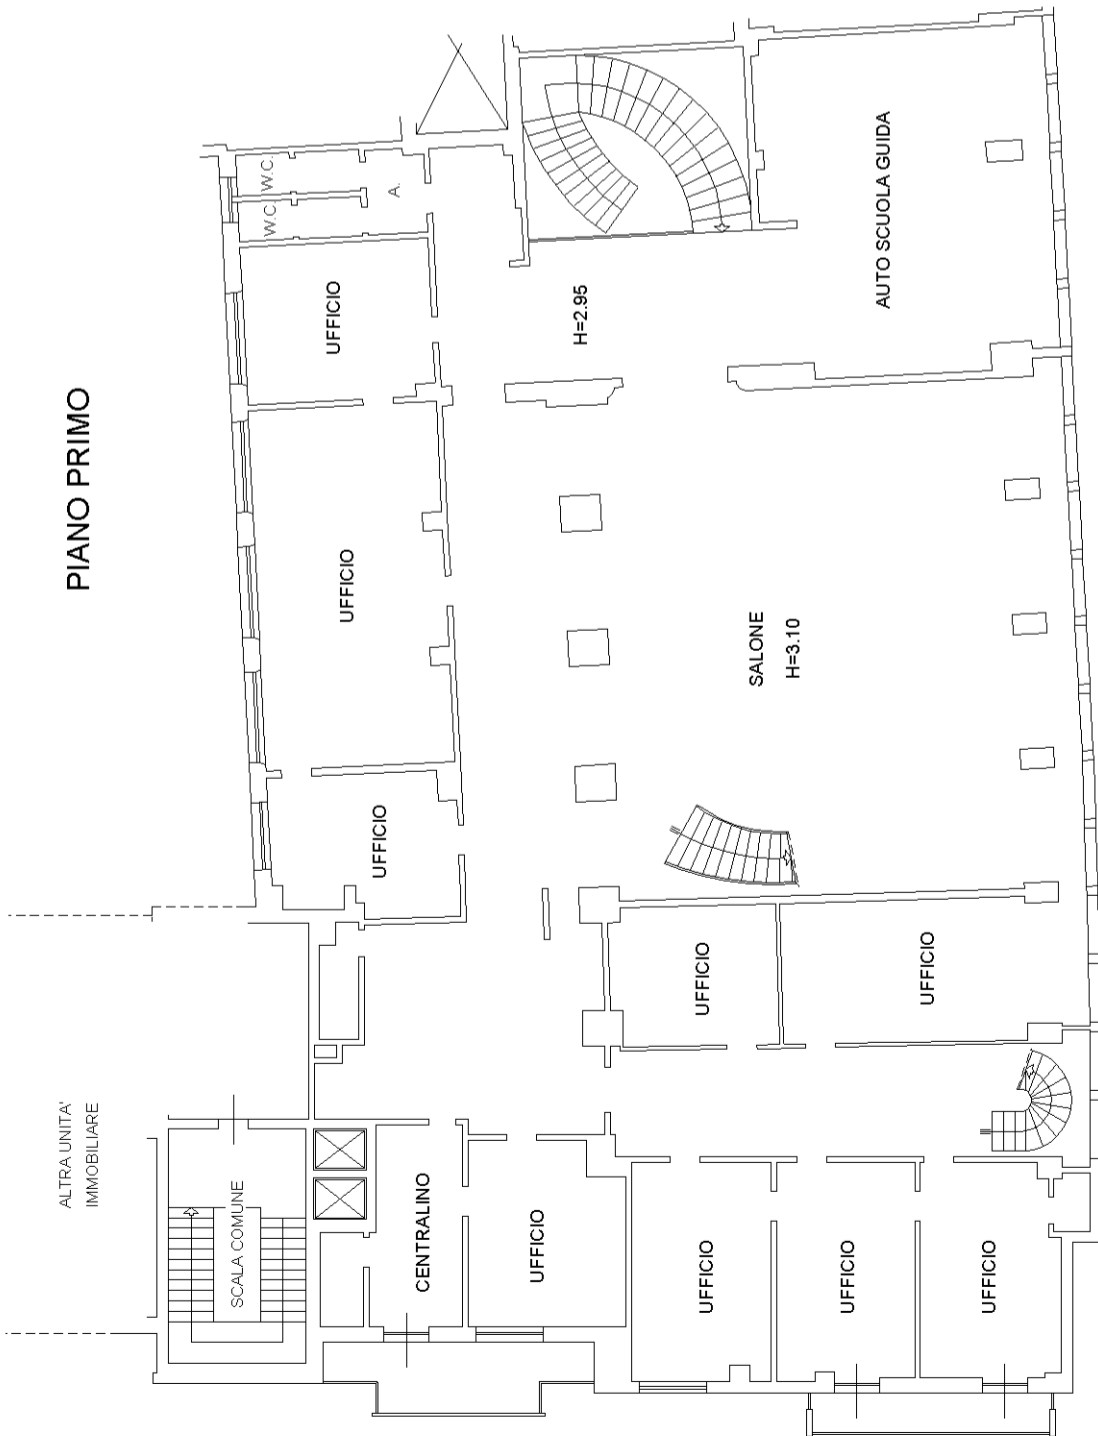 PIANO PRIMO
W.C.
W.C.
A.
UFFICIO
H=2.95
AUTO SCUOLA GUIDA
UFFICIO
SALONE
H=3.10
UFFICIO
UFFICIO
UFFICIO
ALTRA UNITA'
IMMOBILIARE
SCALA COMUNE
CENTRALINO
UFFICIO
UFFICIO
UFFICIO
UFFICIO